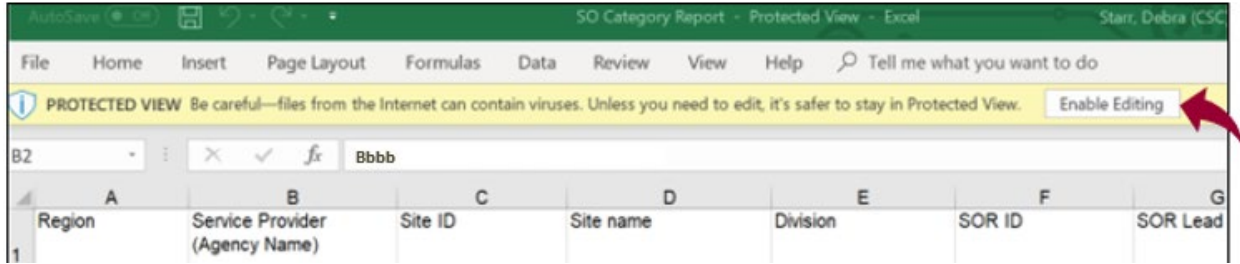 AutoSave Off SO Category Report - Protected View - Excel Starr, Debra (CSC
File Home Insert Page Layout Formulas Data Review View Help Tell me what you want to do
PROTECTED VIEW Be careful—files from the Internet can contain viruses. Unless you need to edit, it's safer to stay in Protected View. Enable Editing
B2 fx Bbbb
A B C D E F G
Region Service Provider Site ID Site name Division SOR ID SOR Lead
(Agency Name)
1